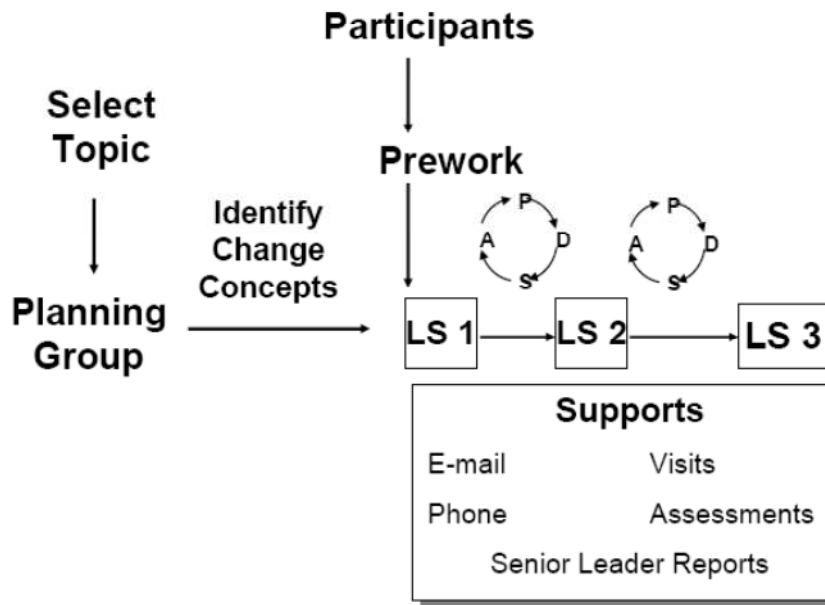 Participants
Select
Topic
Prework
Identify
Change
Concepts
P
A
D
S
P
A
D
S
Planning
Group
LS 1
LS 2
LS 3
Supports
E-mail
Visits
Phone
Assessments
Senior Leader Reports